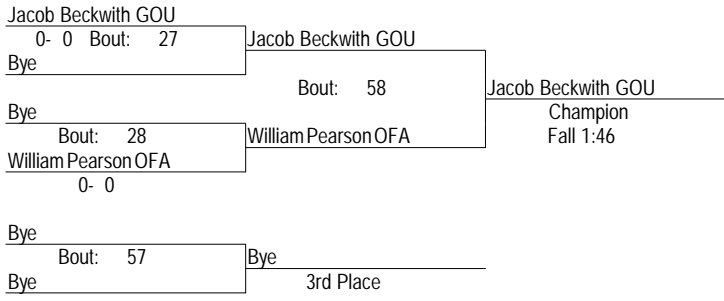 Jacob Beckwith GOU
0- 0 Bout: 27
Jacob Beckwith GOU
Bye
Bout: 58
Jacob Beckwith GOU
Bye
Champion
Bout: 28
William Pearson OFA
Fall 1:46
William Pearson OFA
0- 0
Bye
Bout: 57
Bye
Bye
3rd Place